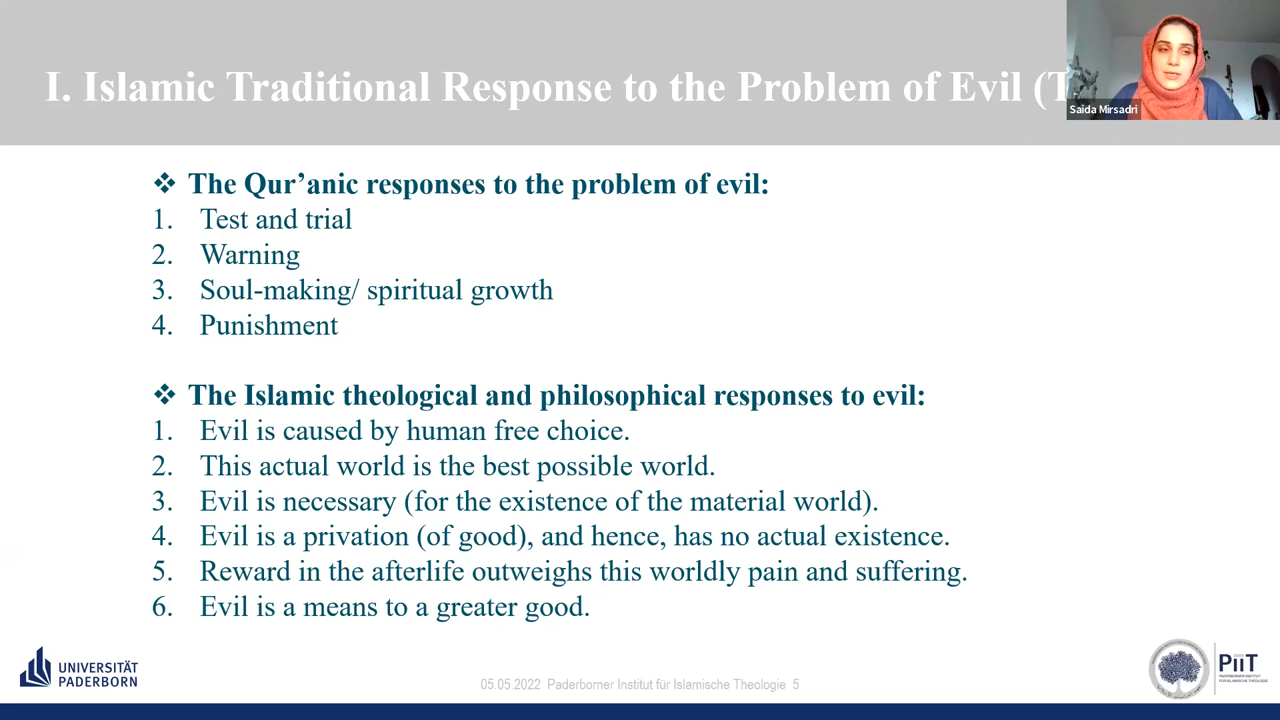 I. Islamic Traditional Response to the Problem of Evil (T
Saida Mirsadri
❖ The Qur’anic responses to the problem of evil:
1. Test and trial
2. Warning
3. Soul-making/ spiritual growth
4. Punishment
❖ The Islamic theological and philosophical responses to evil:
1. Evil is caused by human free choice.
2. This actual world is the best possible world.
3. Evil is necessary (for the existence of the material world).
4. Evil is a privation (of good), and hence, has no actual existence.
5. Reward in the afterlife outweighs this worldly pain and suffering.
6. Evil is a means to a greater good.
UNIVERSITÄT
PADERBORN
05.05.2022 Paderborner Institut für Islamische Theologie 5
PiiT
PADERBORNER INSTITUT
FÜR ISLAMISCHE THEOLOGIE